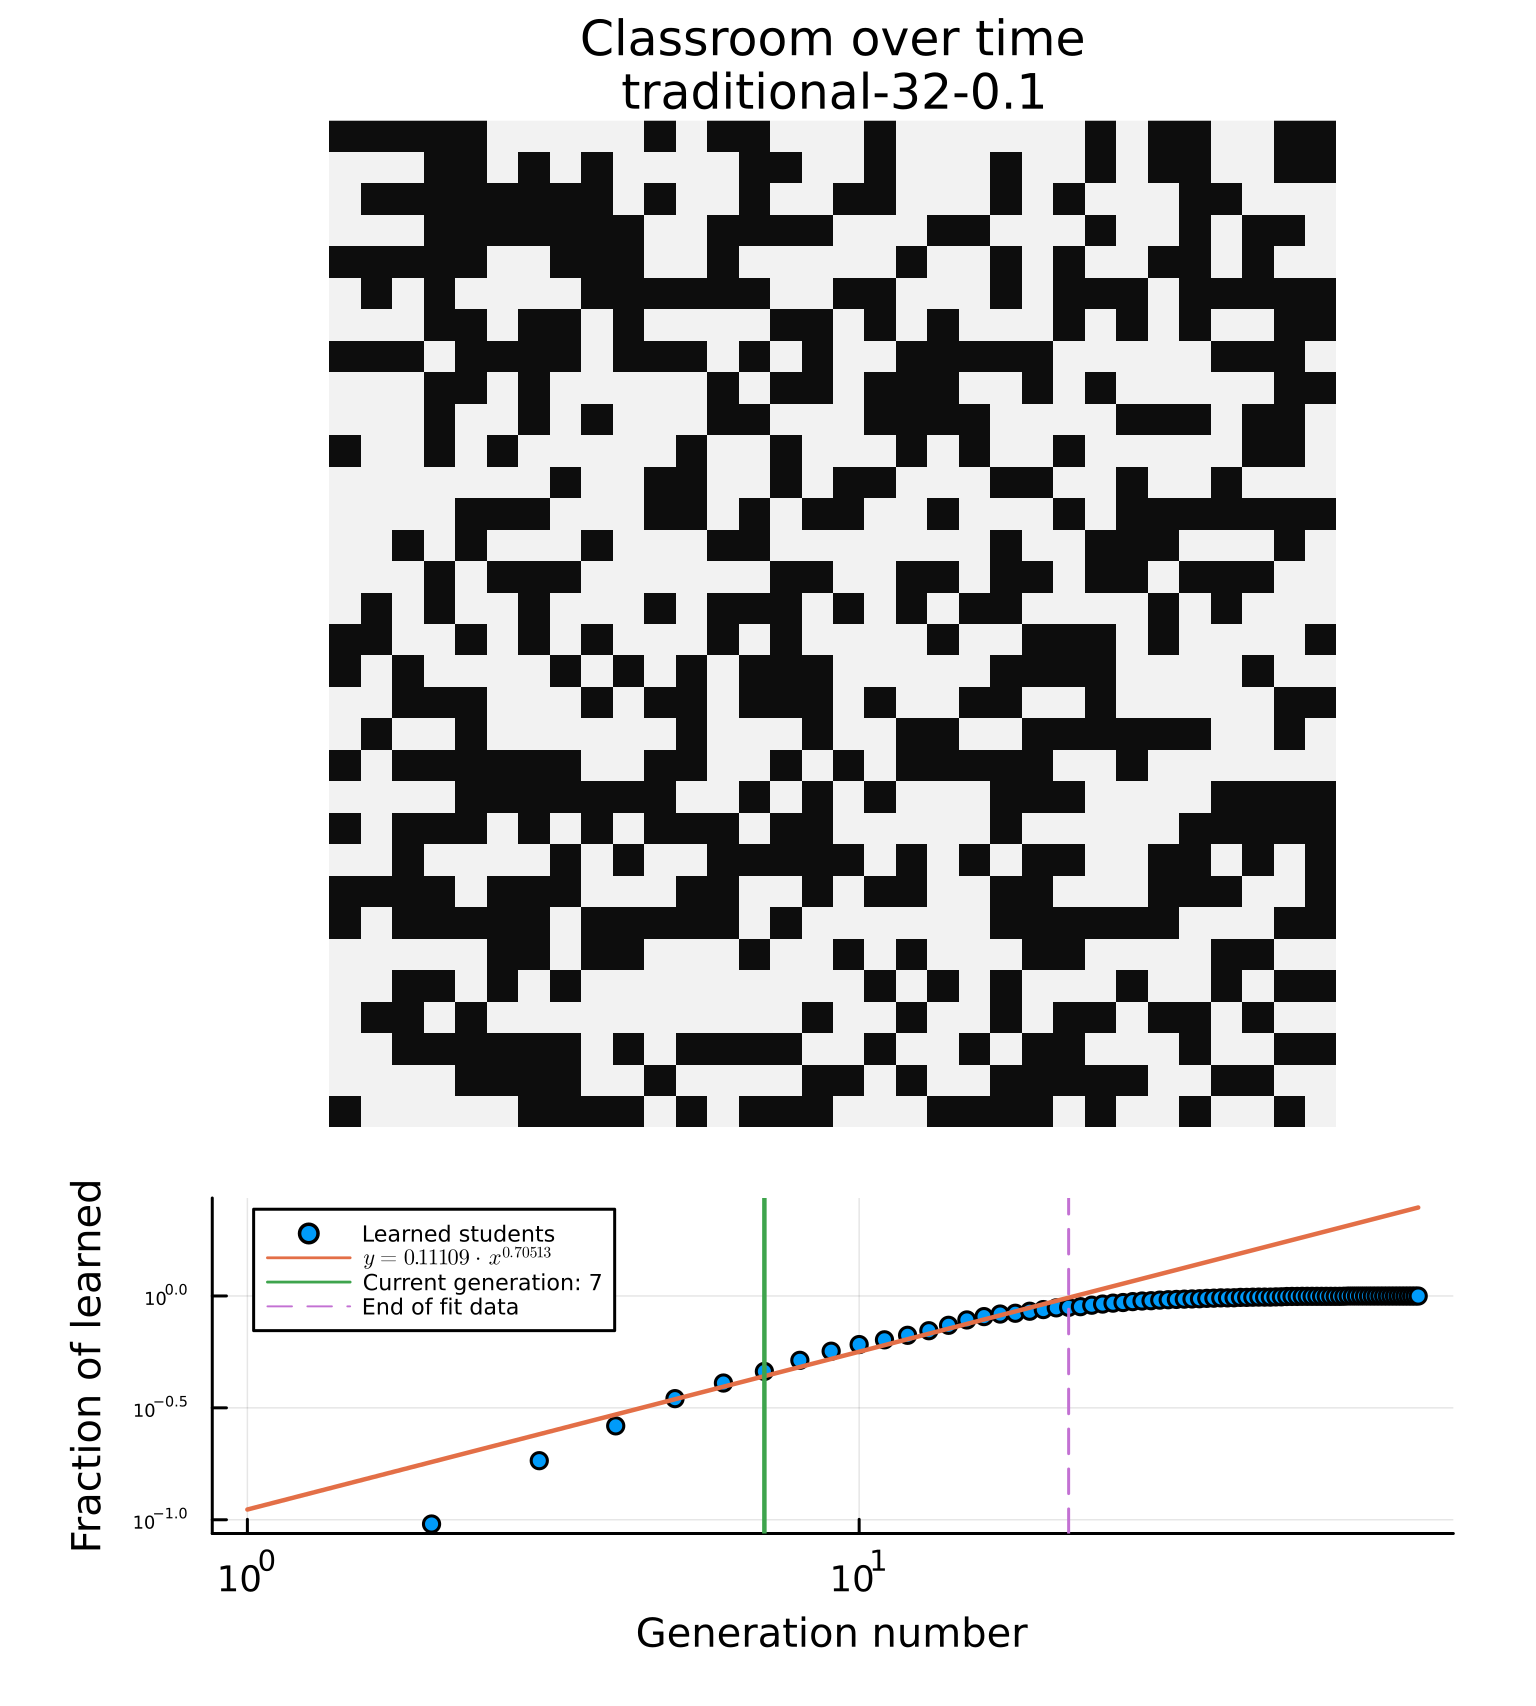 Classroom over time
traditional-32-0.1
Fraction of learned
Learned students
y = 0.11109 · x^0.70513
Current generation: 7
End of fit data
10^0.0
10^−0.5
10^−1.0
10^0 10^1
Generation number